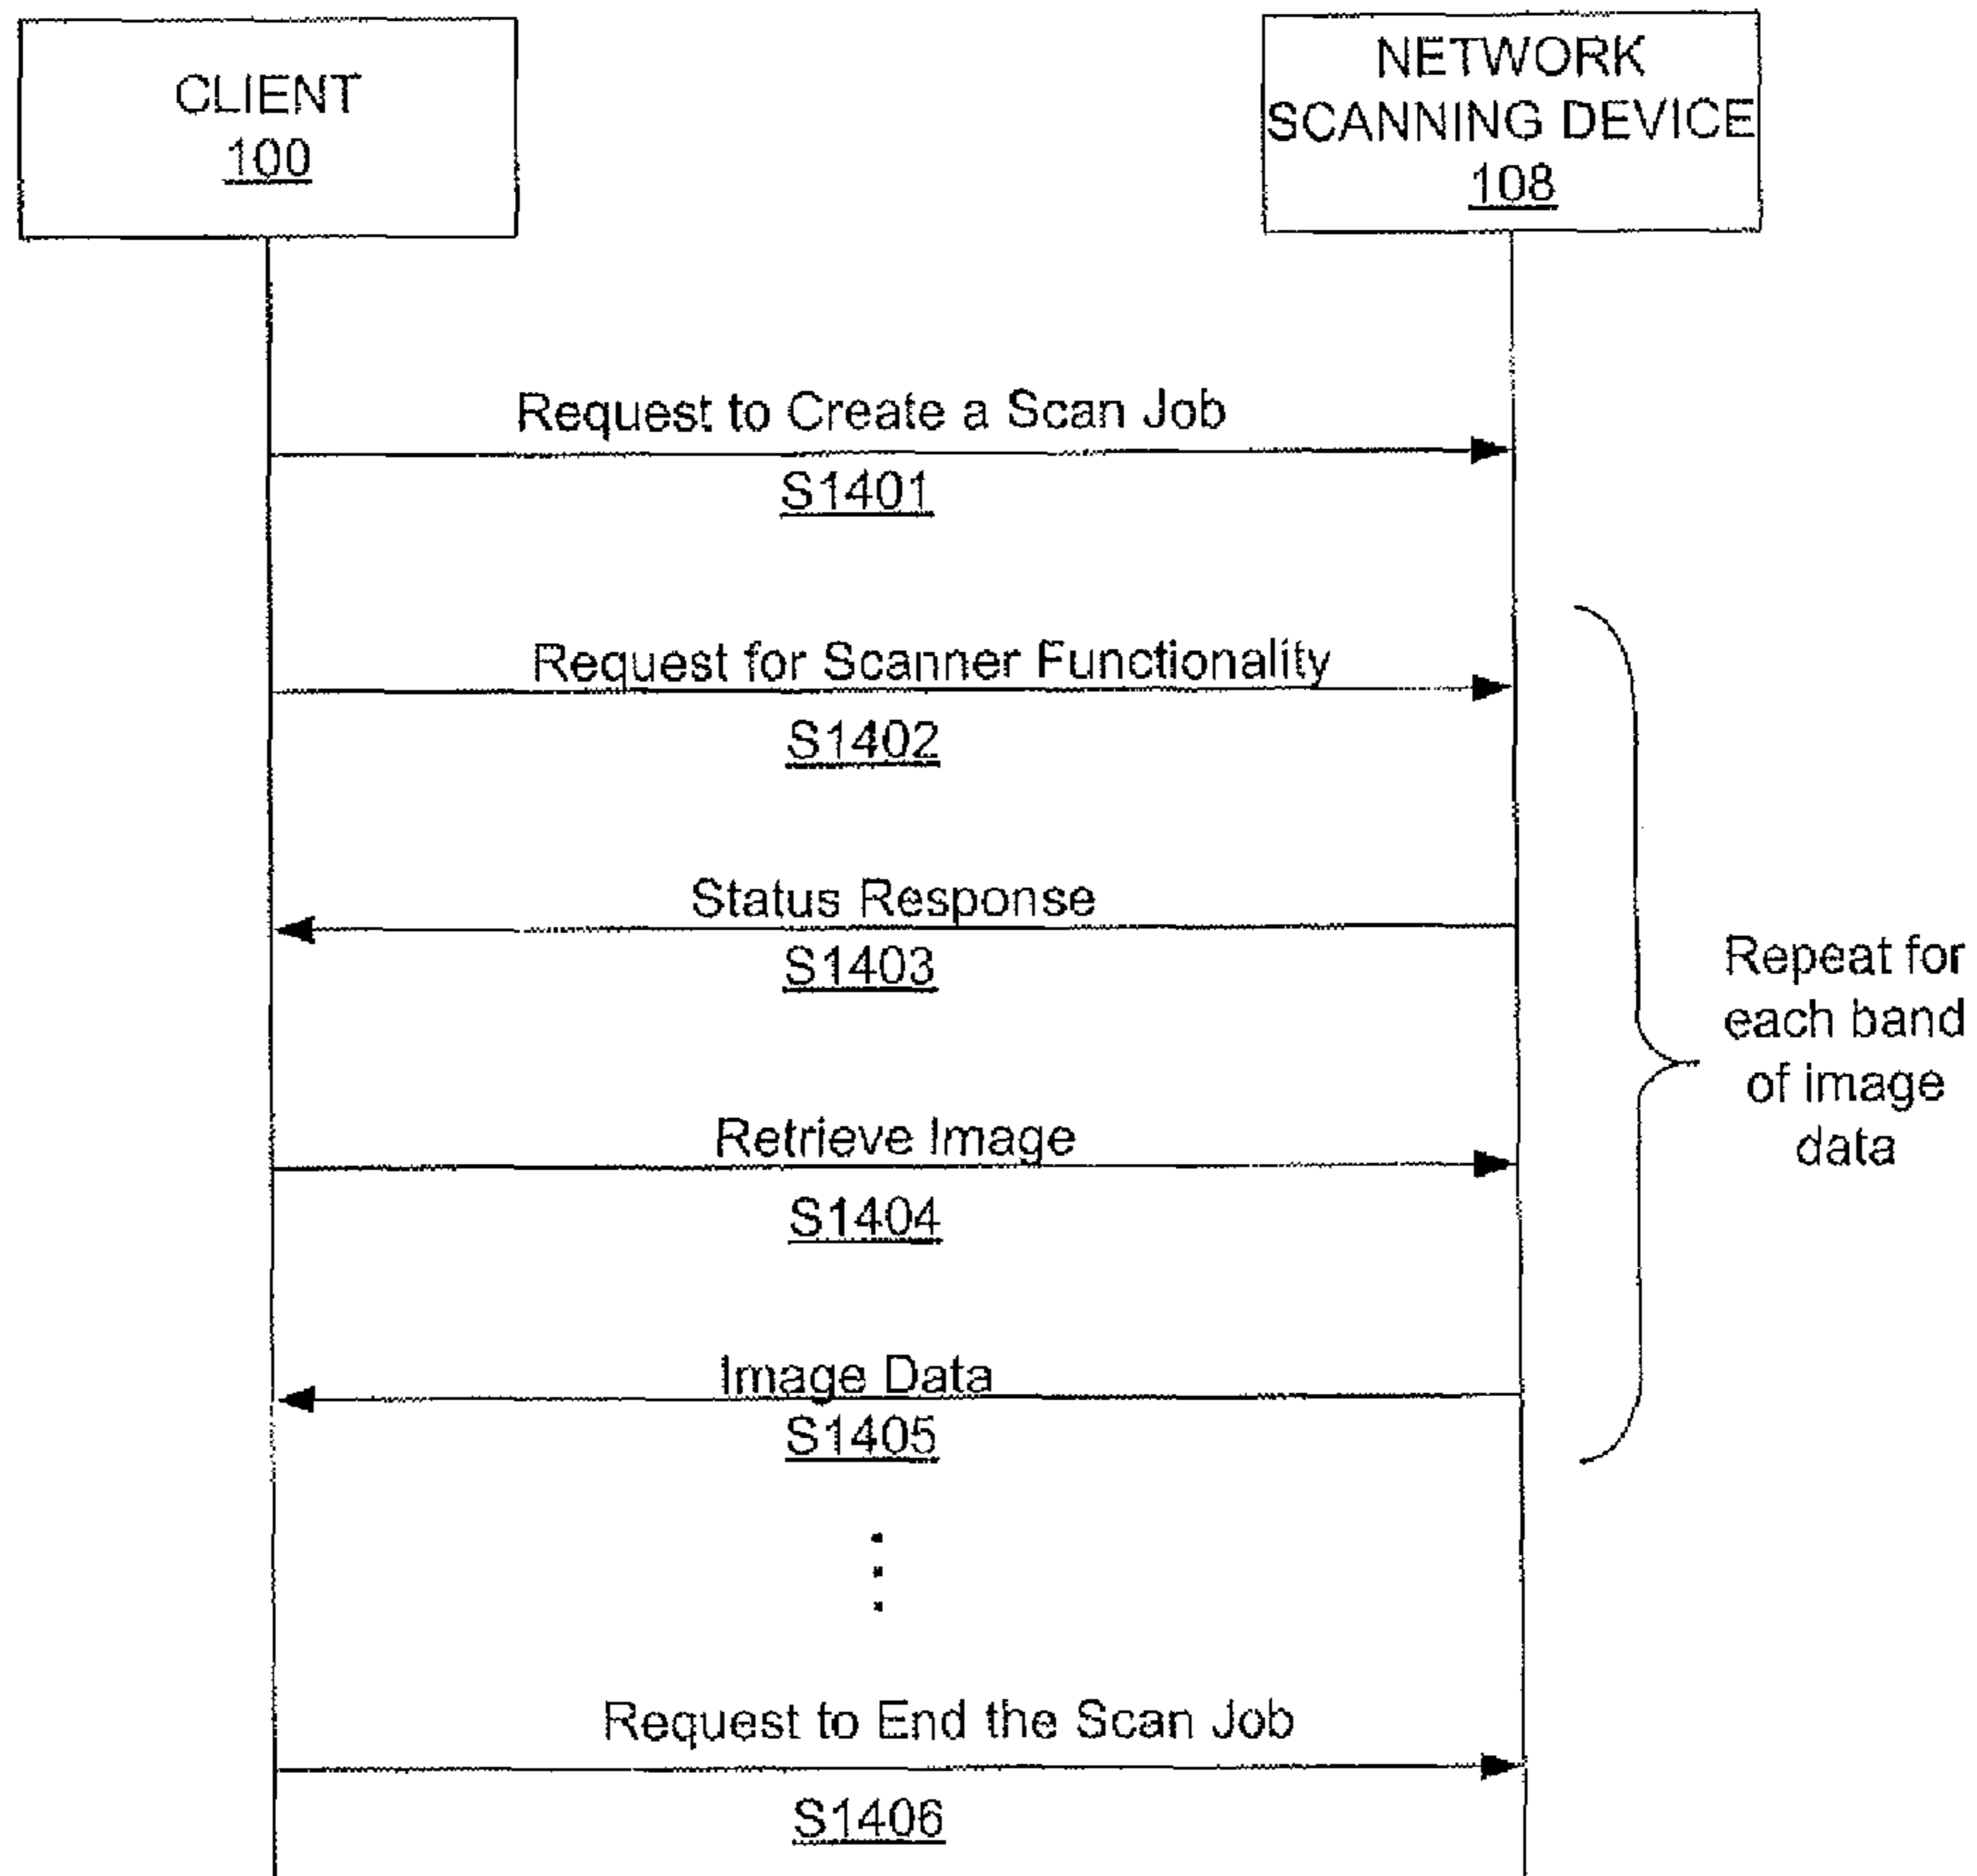 CLIENT
100
NETWORK
SCANNING DEVICE
108
Request to Create a Scan Job
S1401
Request for Scanner Functionality
S1402
Status Response
S1403
Retrieve Image
S1404
Image Data
S1405
Repeat for
each band
of image
data
Request to End the Scan Job
S1406